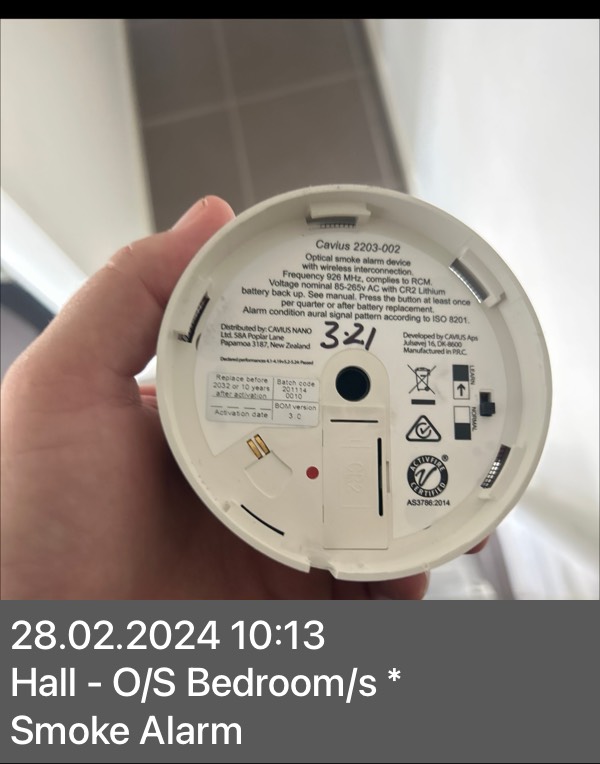 Cavius 2203-002
Optical smoke alarm device
with wireless interconnection.
Frequency 926 MHz, complies to RCM.
Voltage nominal 85-265v AC with CR2 Lithium
battery back up. See manual. Press the button at least once
per quarter or after battery replacement.
Alarm condition aural signal pattern according to ISO 8201.
Distributed by: CAVIUS NANO
Ltd, 58A Poplar Lane
Papamoa 3187, New Zealand
3·21
Developed by CAVIUS Aps
Julsøvej 16, DK-8600
Manufactured in P.R.C.
Replace before
2032 or 10 years
after activation
Activation date
Batch code
201114
0010
BOM version
3.0
LEARN
NORMAL
CR2
ACTIVFIRE
CERTIFIED
®
AS3786:2014
28.02.2024 10:13
Hall - O/S Bedroom/s *
Smoke Alarm